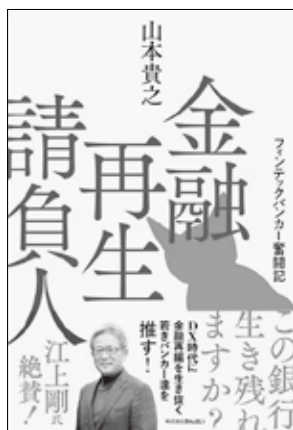 山本貴之
金融
再生
請負人
フィンテックバンカー奮闘記
この銀行
生き残れ
ますか？
DX時代に
金融再編を生き抜く
若きバンカー達を
推す！
江上剛氏
絶賛！